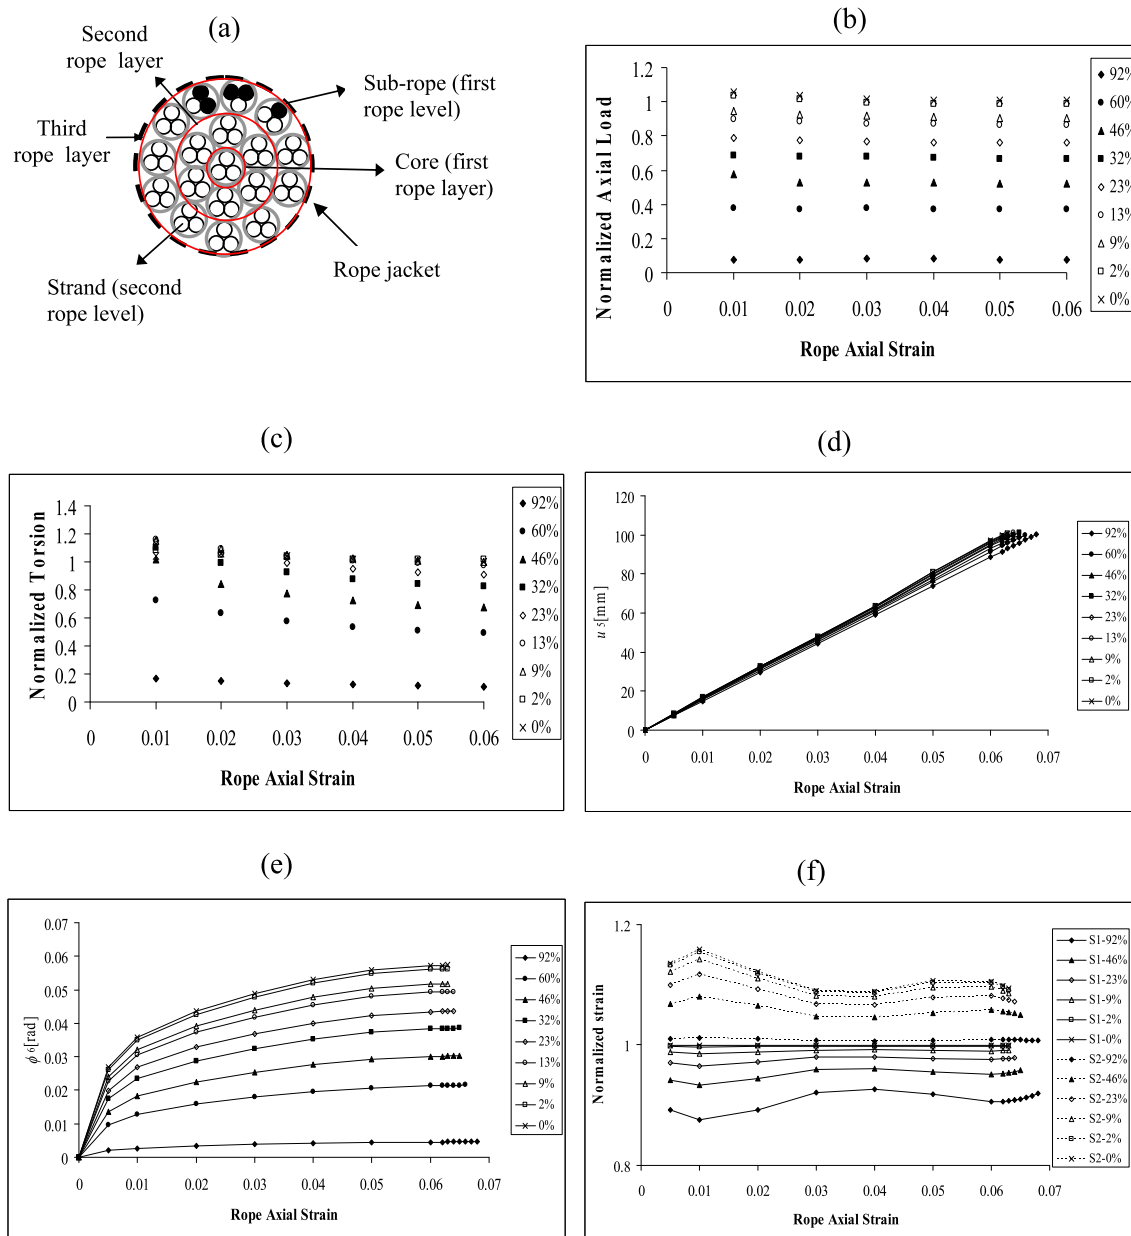 (a)
Second
rope layer
Sub-rope (first
rope level)
Third
rope layer
Core (first
rope layer)
Rope jacket
Strand (second
rope level)
(b)
Normalized Axial Load
1.2
1
0.8
0.6
0.4
0.2
0
0 0.01 0.02 0.03 0.04 0.05 0.06
Rope Axial Strain
92%
60%
46%
32%
23%
13%
9%
2%
0%
(c)
Normalized Torsion
1.4
1.2
1
0.8
0.6
0.4
0.2
0
0 0.01 0.02 0.03 0.04 0.05 0.06
Rope Axial Strain
92%
60%
46%
32%
23%
13%
9%
2%
0%
(d)
u 5[mm]
120
100
80
60
40
20
0
0 0.01 0.02 0.03 0.04 0.05 0.06 0.07
Rope Axial Strain
92%
60%
46%
32%
23%
13%
9%
2%
0%
(e)
ϕ 6[rad]
0.07
0.06
0.05
0.04
0.03
0.02
0.01
0
0 0.01 0.02 0.03 0.04 0.05 0.06 0.07
Rope Axial Strain
92%
60%
46%
32%
23%
13%
9%
2%
0%
(f)
Normalized strain
1.2
1
0.8
0 0.01 0.02 0.03 0.04 0.05 0.06 0.07
Rope Axial Strain
S1-92%
S1-46%
S1-23%
S1-9%
S1-2%
S1-0%
S2-92%
S2-46%
S2-23%
S2-9%
S2-2%
S2-0%